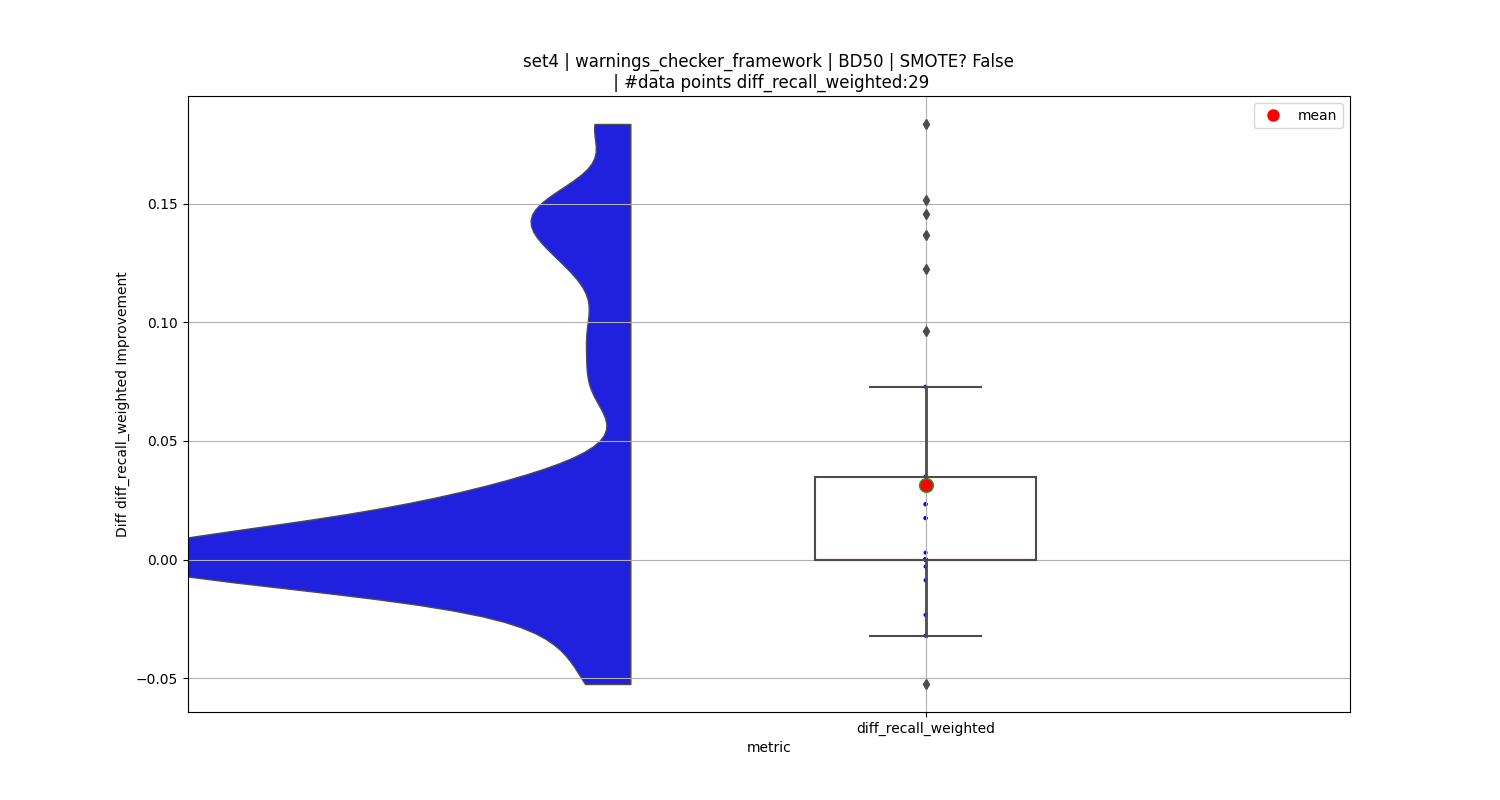 set4 | warnings_checker_framework | BD50 | SMOTE? False
| #data points diff_recall_weighted:29
mean
Diff diff_recall_weighted Improvement
0.15
0.10
0.05
0.00
−0.05
diff_recall_weighted
metric